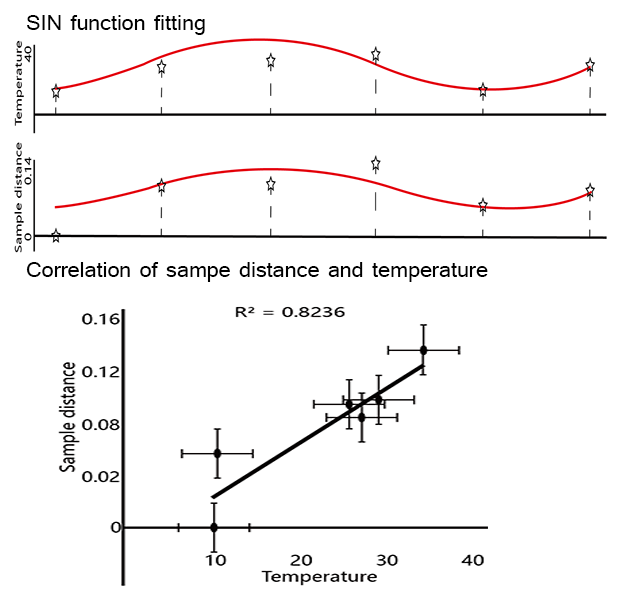 SIN function fitting
Temperature
40
Sample distance
0.14
0
Correlation of sampe distance and temperature
R² = 0.8236
Sample distance
0.16
0.12
0.08
0.02
0
10 20 30 40
Temperature